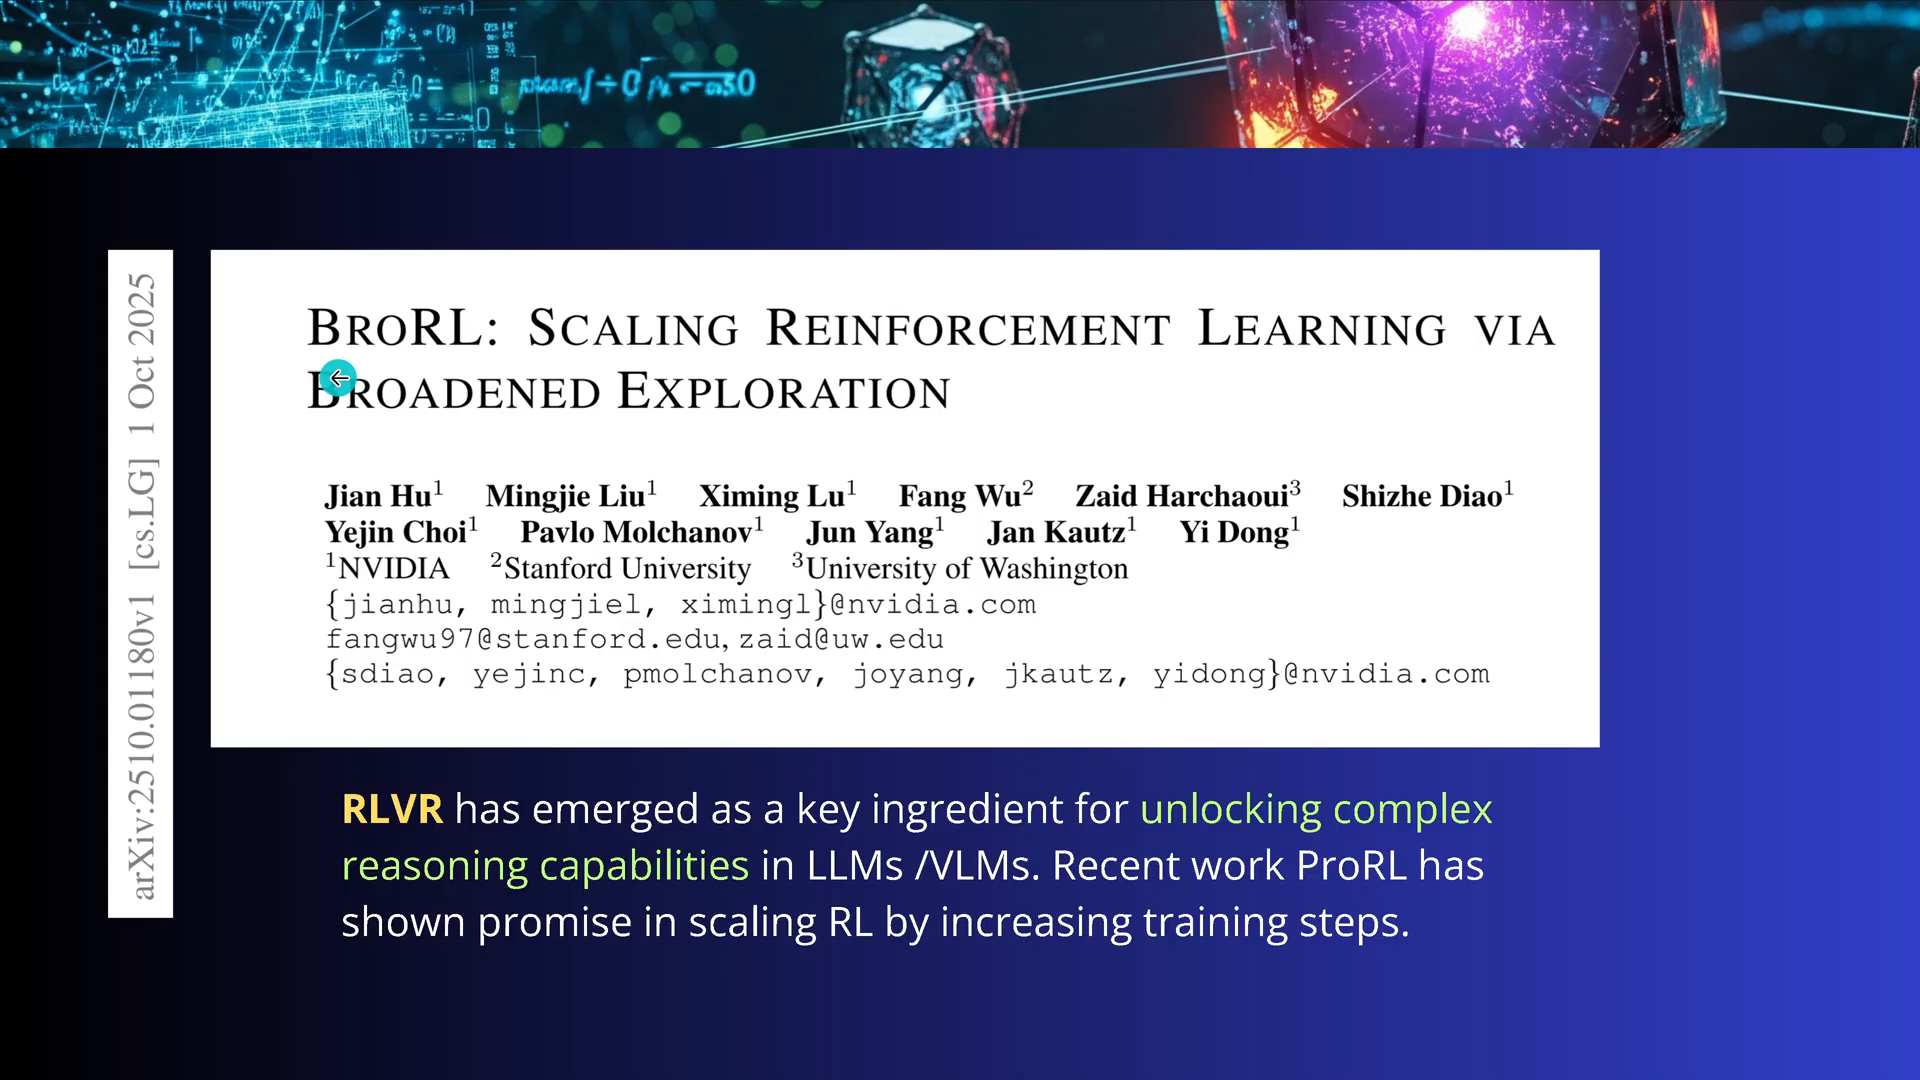 arXiv:2510.01180v1 [cs.LG] 1 Oct 2025
BRORL: SCALING REINFORCEMENT LEARNING VIA
BROADENED EXPLORATION
Jian Hu¹ Mingjie Liu¹ Ximing Lu¹ Fang Wu² Zaid Harchaoui³ Shizhe Diao¹
Yejin Choi¹ Pavlo Molchanov¹ Jun Yang¹ Jan Kautz¹ Yi Dong¹
¹NVIDIA ²Stanford University ³University of Washington
{jianhu, mingjiel, ximingl}@nvidia.com
fangwu97@stanford.edu, zaid@uw.edu
{sdiao, yejinc, pmolchanov, joyang, jkautz, yidong}@nvidia.com
RLVR has emerged as a key ingredient for unlocking complex
reasoning capabilities in LLMs /VLMs. Recent work ProRL has
shown promise in scaling RL by increasing training steps.